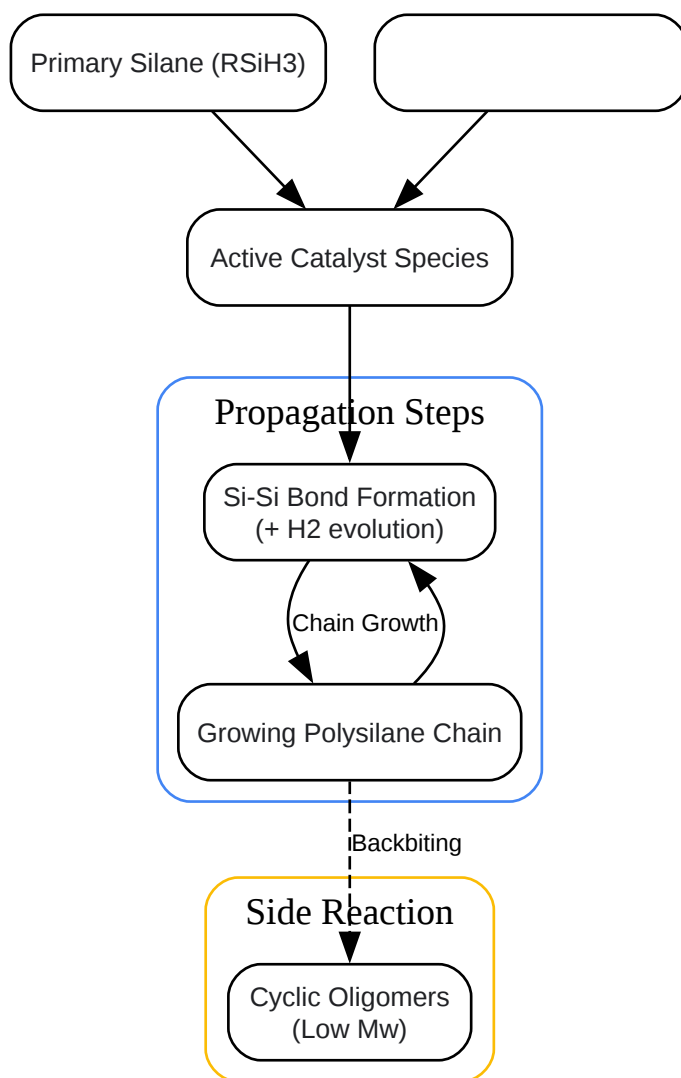 Primary Silane (RSiH3)
Active Catalyst Species
Propagation Steps
Si-Si Bond Formation
(+ H2 evolution)
Chain Growth
Growing Polysilane Chain
Backbiting
Side Reaction
Cyclic Oligomers
(Low Mw)